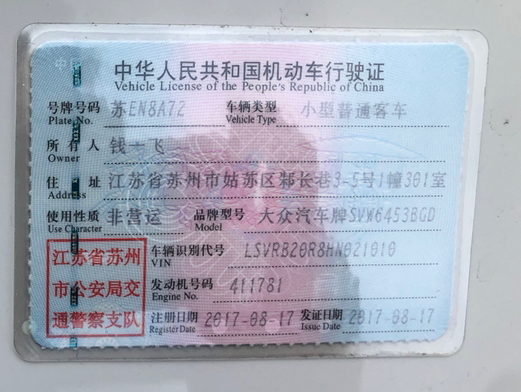 中华人民共和国机动车行驶证
Vehicle License of the People's Republic of China
号牌号码 苏EN8A72 车辆类型 小型普通客车
Plate No. Vehicle Type
所有人 钱一飞
Owner
住址 江苏省苏州市姑苏区郭长巷3-5号1幢301室
Address
使用性质 非营运 品牌型号 大众汽车牌SVW6453BGD
Use Character Model
江苏省苏州
市公安局交
通警察支队
车辆识别代号 LSVRB20R8HN021010
VIN
发动机号码 411781
Engine No.
注册日期 2017-08-17 发证日期 2017-08-17
Register Date Issue Date